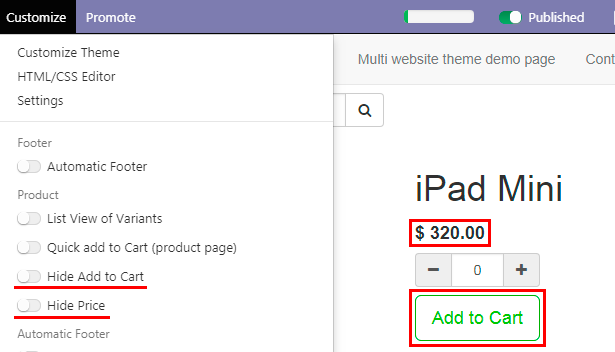 Customize Promote Published
Customize Theme
HTML/CSS Editor
Settings
Multi website theme demo page Cont
Footer
Automatic Footer
Product
List View of Variants
Quick add to Cart (product page)
Hide Add to Cart
Hide Price
Automatic Footer
iPad Mini
$ 320.00
− 0 +
Add to Cart